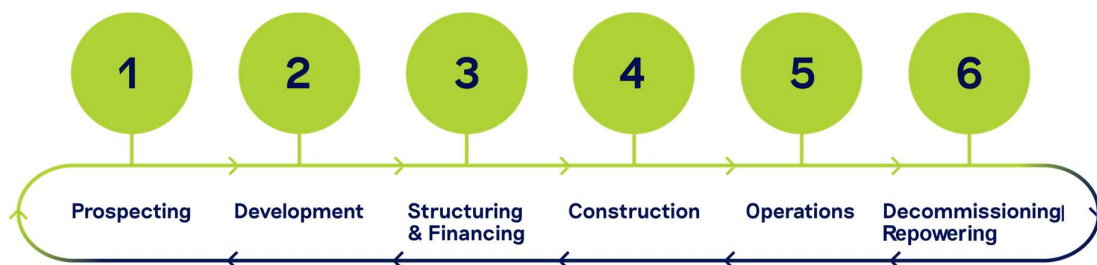 1
2
3
4
5
6
Prospecting
Development
Structuring
& Financing
Construction
Operations
Decommissioning|
Repowering